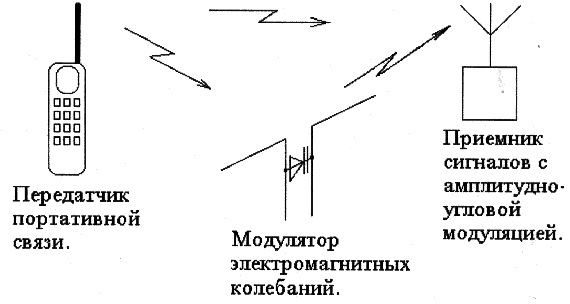 Передатчик
портативной
связи.
Модулятор
электромагнитных
колебаний.
Приемник
сигналов с
амплитудно-
угловой
модуляцией.